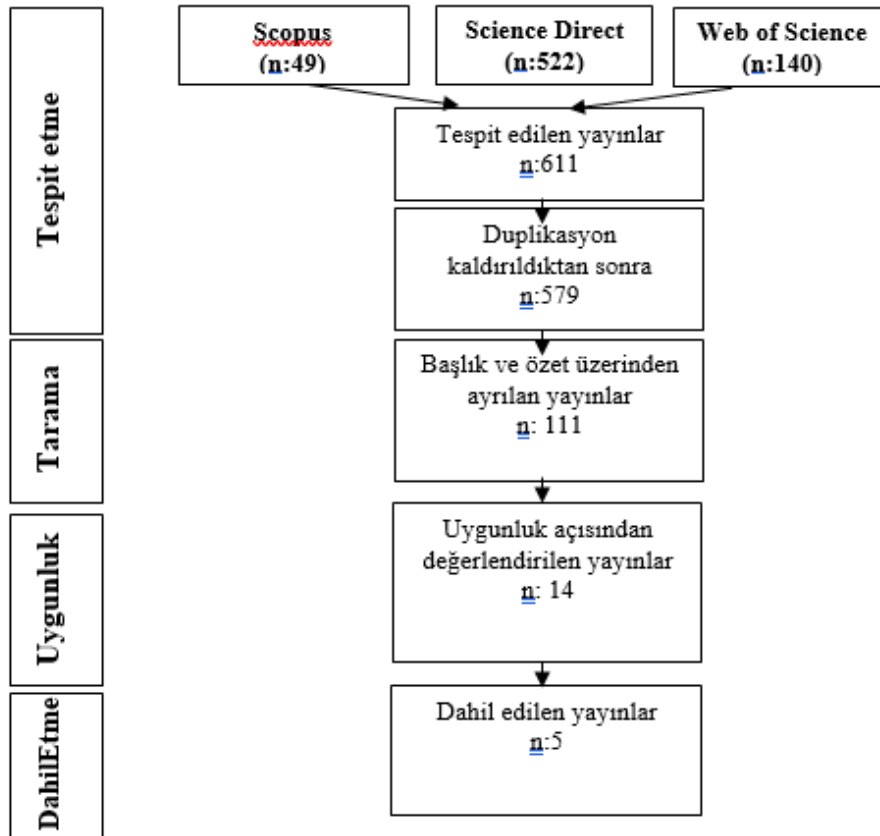 Scopus
(n:49)
Science Direct
(n:522)
Web of Science
(n:140)
Tespit etme
Tespit edilen yayınlar
n:611
Duplikasyon
kaldırıldıktan sonra
n:579
Tarama
Başlık ve özet üzerinden
ayrılan yayınlar
n: 111
Uygunluk
Uygunluk açısından
değerlendirilen yayınlar
n: 14
DahilEtme
Dahil edilen yayınlar
n:5